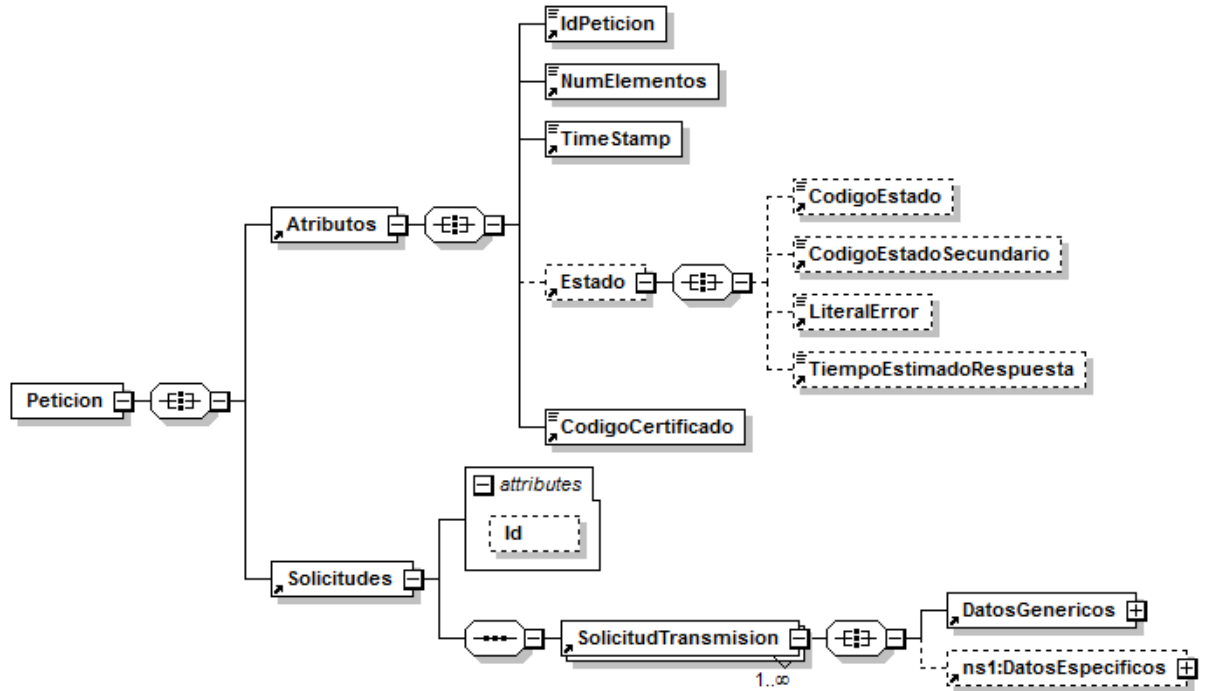 IdPeticion
NumElementos
TimeStamp
CodigoEstado
Atributos
CodigoEstadoSecundario
Estado
LiteralError
TiempoEstimadoRespuesta
Peticion
CodigoCertificado
attributes
Id
Solicitudes
DatosGenericos
SolicitudTransmision
1..∞
ns1:DatosEspecificos